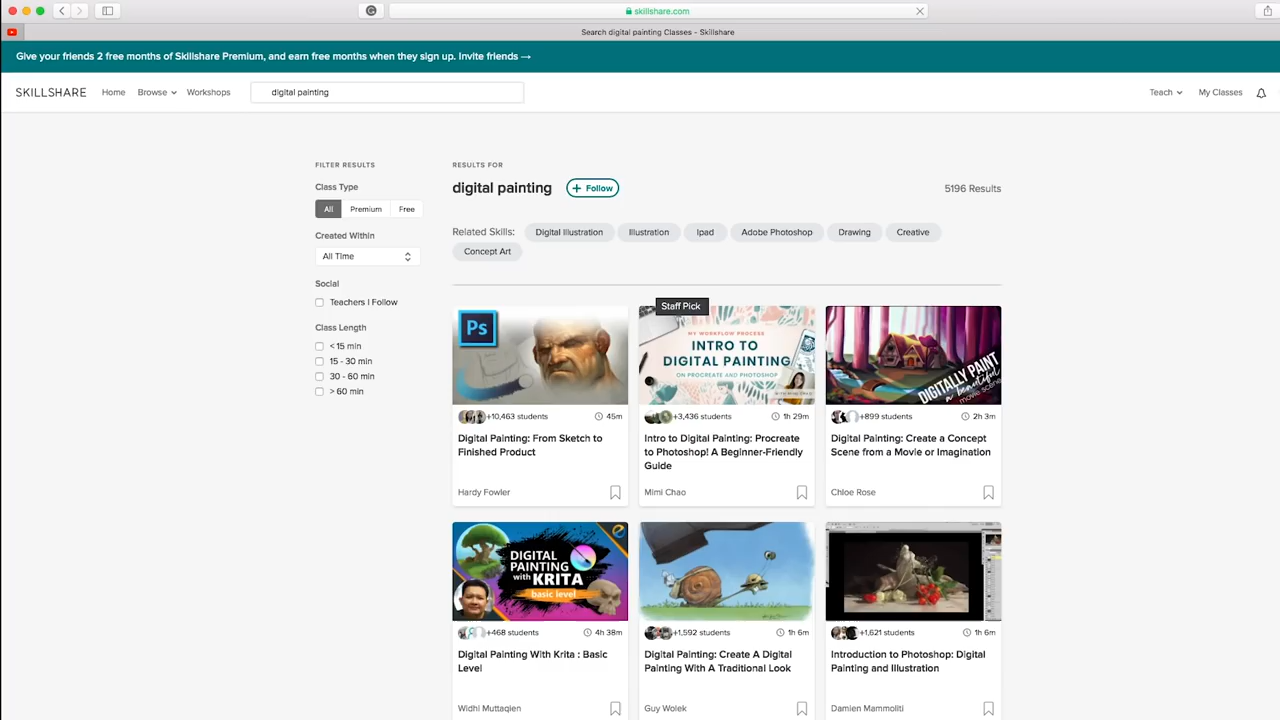 skillshare.com
Search digital painting Classes - Skillshare
Give your friends 2 free months of Skillshare Premium, and earn free months when they sign up. Invite friends →
SKILLSHARE Home Browse Workshops digital painting Teach My Classes
FILTER RESULTS
Class Type
All Premium Free
Created Within
All Time
Social
Teachers I Follow
Class Length
< 15 min
15 - 30 min
30 - 60 min
> 60 min
RESULTS FOR
digital painting + Follow 5196 Results
Related Skills: Digital Illustration Illustration Ipad Adobe Photoshop Drawing Creative
Concept Art
Ps
+10,463 students 45m
Digital Painting: From Sketch to
Finished Product
Hardy Fowler
Staff Pick
MY WORKFLOW PROCESS
INTRO TO
DIGITAL PAINTING
ON PROCREATE AND PHOTOSHOP
WITH MIMI CHAO
+3,436 students 1h 29m
Intro to Digital Painting: Procreate
to Photoshop! A Beginner-Friendly
Guide
Mimi Chao
DIGITALLY PAINT
a beautiful
movie scene
+899 students 2h 3m
Digital Painting: Create a Concept
Scene from a Movie or Imagination
Chloe Rose
DIGITAL
PAINTING
with KRITA
basic level
+468 students 4h 38m
Digital Painting With Krita : Basic
Level
Widhi Muttaqien
+1,592 students 1h 6m
Digital Painting: Create A Digital
Painting With A Traditional Look
Guy Wolek
+1,621 students 1h 6m
Introduction to Photoshop: Digital
Painting and Illustration
Damien Mammoliti